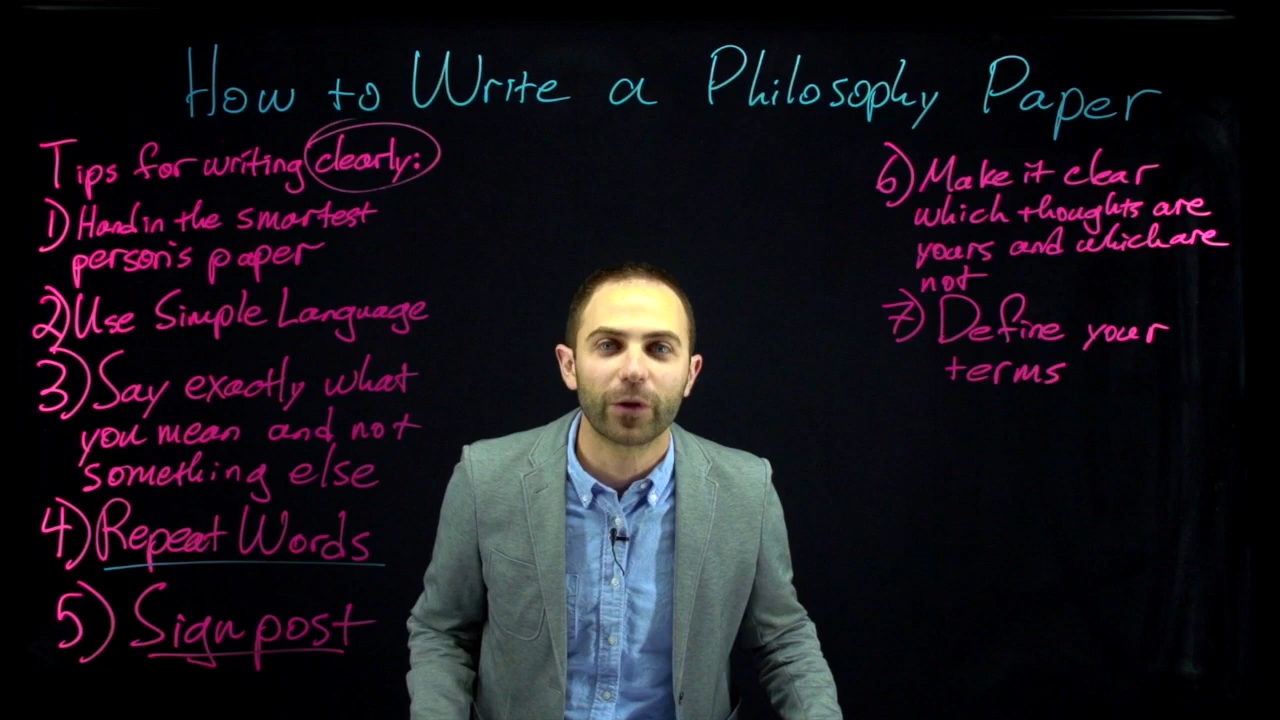 How to Write a Philosophy Paper
Tips for writing clearly:
1) Hand in the smartest
person's paper
2) Use Simple Language
3) Say exactly what
you mean and not
something else
4) Repeat Words
5) Signpost
6) Make it clear
which thoughts are
yours and which are
not
7) Define your
terms